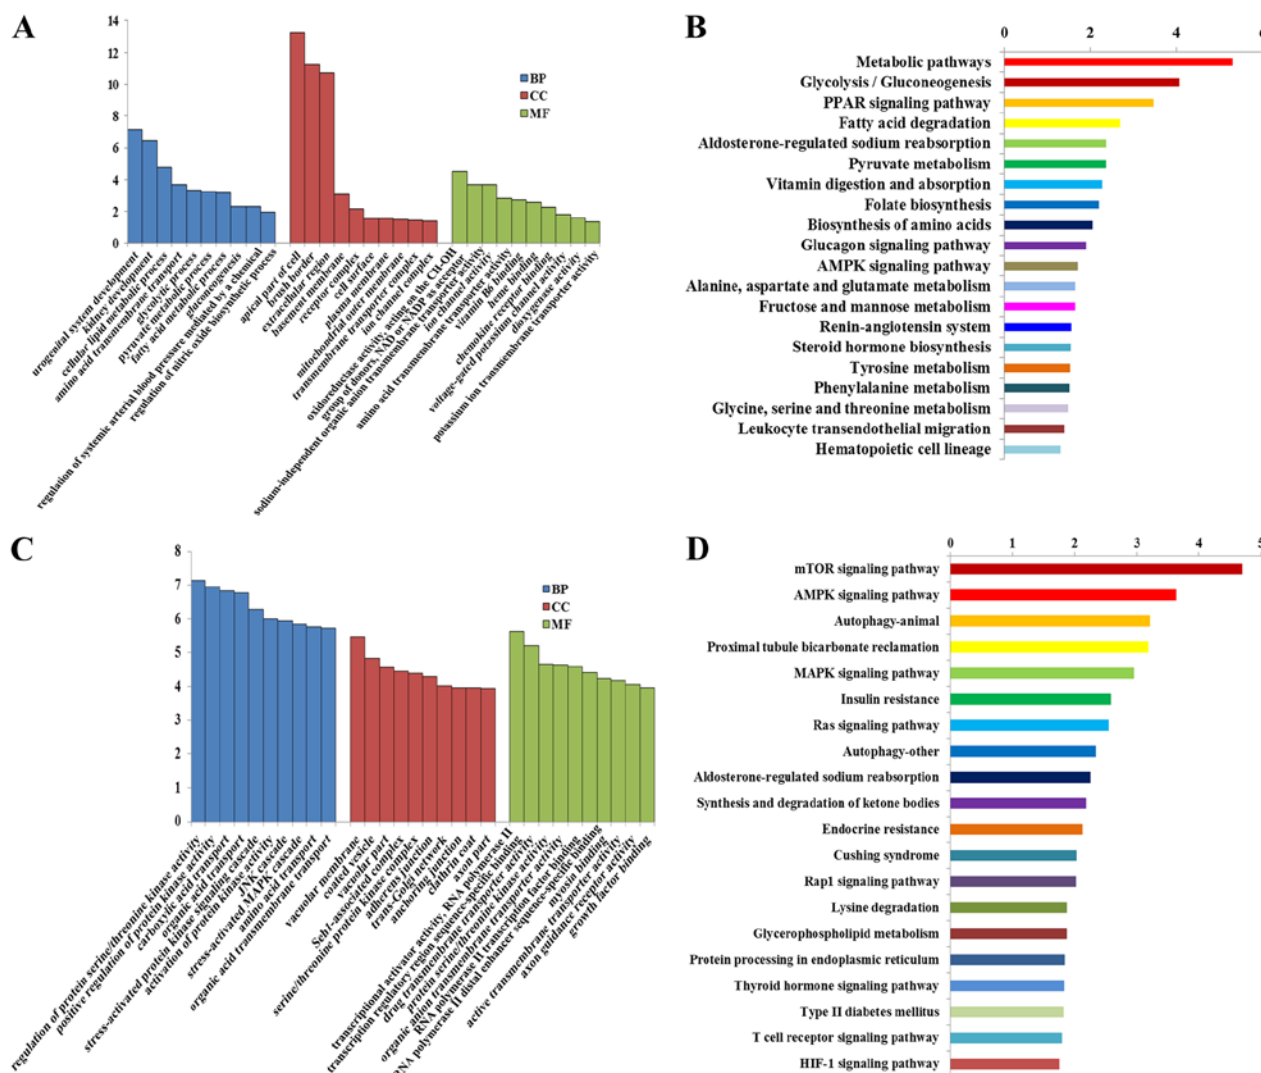 A
14
12
10
8
6
4
2
0
BP
CC
MF
urogenital system development
kidney development
cellular lipid metabolic process
amino acid transmembrane transport
glycolytic process
pyruvate metabolic process
fatty acid metabolic process
gluconeogenesis
regulation of systemic arterial blood pressure mediated by a chemical
regulation of nitric oxide biosynthetic process
apical part of cell
brush border
extracellular region
basement membrane
receptor complex
cell surface
plasma membrane
mitochondrial outer membrane
transmembrane transporter complex
ion channel complex
oxidoreductase activity, acting on the CH-OH
group of donors, NAD or NADP as acceptor
sodium-independent organic anion transmembrane transporter activity
ion channel activity
amino acid transmembrane transporter activity
vitamin B6 binding
heme binding
chemokine receptor binding
voltage-gated potassium channel activity
dioxygenase activity
potassium ion transmembrane transporter activity
B
0 2 4 6
Metabolic pathways
Glycolysis / Gluconeogenesis
PPAR signaling pathway
Fatty acid degradation
Aldosterone-regulated sodium reabsorption
Pyruvate metabolism
Vitamin digestion and absorption
Folate biosynthesis
Biosynthesis of amino acids
Glucagon signaling pathway
AMPK signaling pathway
Alanine, aspartate and glutamate metabolism
Fructose and mannose metabolism
Renin-angiotensin system
Steroid hormone biosynthesis
Tyrosine metabolism
Phenylalanine metabolism
Glycine, serine and threonine metabolism
Leukocyte transendothelial migration
Hematopoietic cell lineage
C
8
7
6
5
4
3
2
1
0
BP
CC
MF
regulation of protein serine/threonine kinase activity
positive regulation of protein kinase activity
carboxylic acid transport
organic acid transport
stress-activated protein kinase signaling cascade
activation of protein kinase activity
JNK cascade
stress-activated MAPK cascade
amino acid transport
organic acid transmembrane transport
vacuolar membrane
coated vesicle
vacuolar part
Soh1-associated complex
serine/threonine protein kinase complex
adherens junction
trans-Golgi network
anchoring junction
clathrin coat
axon part
transcriptional activator activity, RNA polymerase II
transcription regulatory region sequence-specific binding
drug transmembrane transporter activity
protein serine/threonine kinase activity
organic anion transmembrane transporter activity
RNA polymerase II transcription factor binding
RNA polymerase II distal enhancer sequence-specific binding
myosin binding
active transmembrane transporter activity
axon guidance receptor activity
growth factor binding
D
0 1 2 3 4 5
mTOR signaling pathway
AMPK signaling pathway
Autophagy-animal
Proximal tubule bicarbonate reclamation
MAPK signaling pathway
Insulin resistance
Ras signaling pathway
Autophagy-other
Aldosterone-regulated sodium reabsorption
Synthesis and degradation of ketone bodies
Endocrine resistance
Cushing syndrome
Rap1 signaling pathway
Lysine degradation
Glycerophospholipid metabolism
Protein processing in endoplasmic reticulum
Thyroid hormone signaling pathway
Type II diabetes mellitus
T cell receptor signaling pathway
HIF-1 signaling pathway